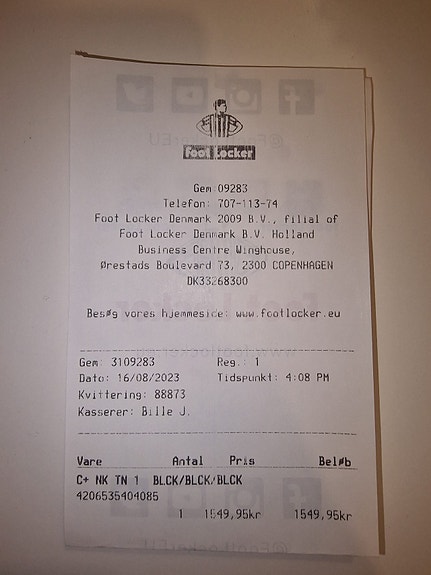 Foot Locker
Gem 09283
Telefon: 707-113-74
Foot Locker Denmark 2009 B.V., filial of
Foot Locker Denmark B.V. Holland
Business Centre Winghouse,
Ørestads Boulevard 73, 2300 COPENHAGEN
DK33268300
Besøg vores hjemmeside: www.footlocker.eu
Gem: 3109283 Reg.: 1
Dato: 16/08/2023 Tidspunkt: 4:08 PM
Kvittering: 88873
Kasserer: Bille J.
Vare Antal Pris Beløb
C+ NK TN 1 BLCK/BLCK/BLCK
4206535404085
1 1549,95kr 1549,95kr